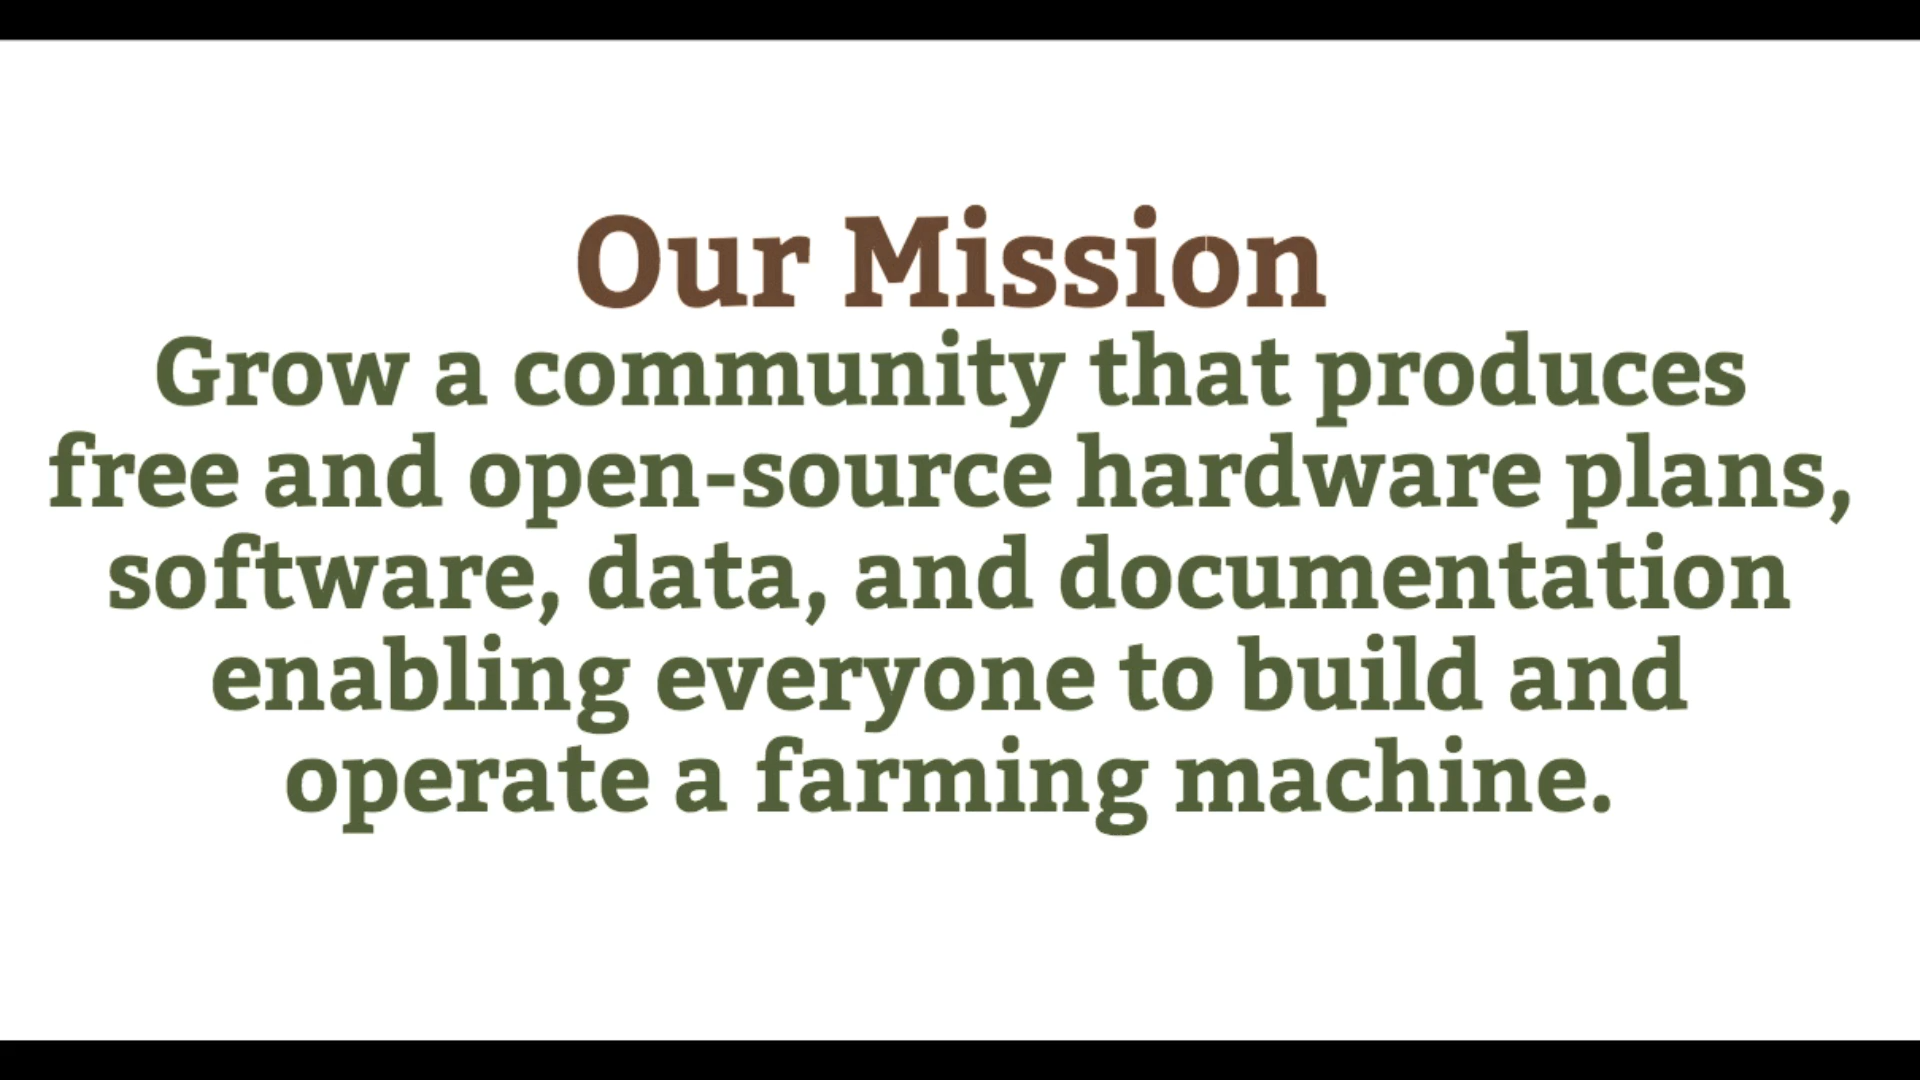 Our Mission
Grow a community that produces
free and open-source hardware plans,
software, data, and documentation
enabling everyone to build and
operate a farming machine.